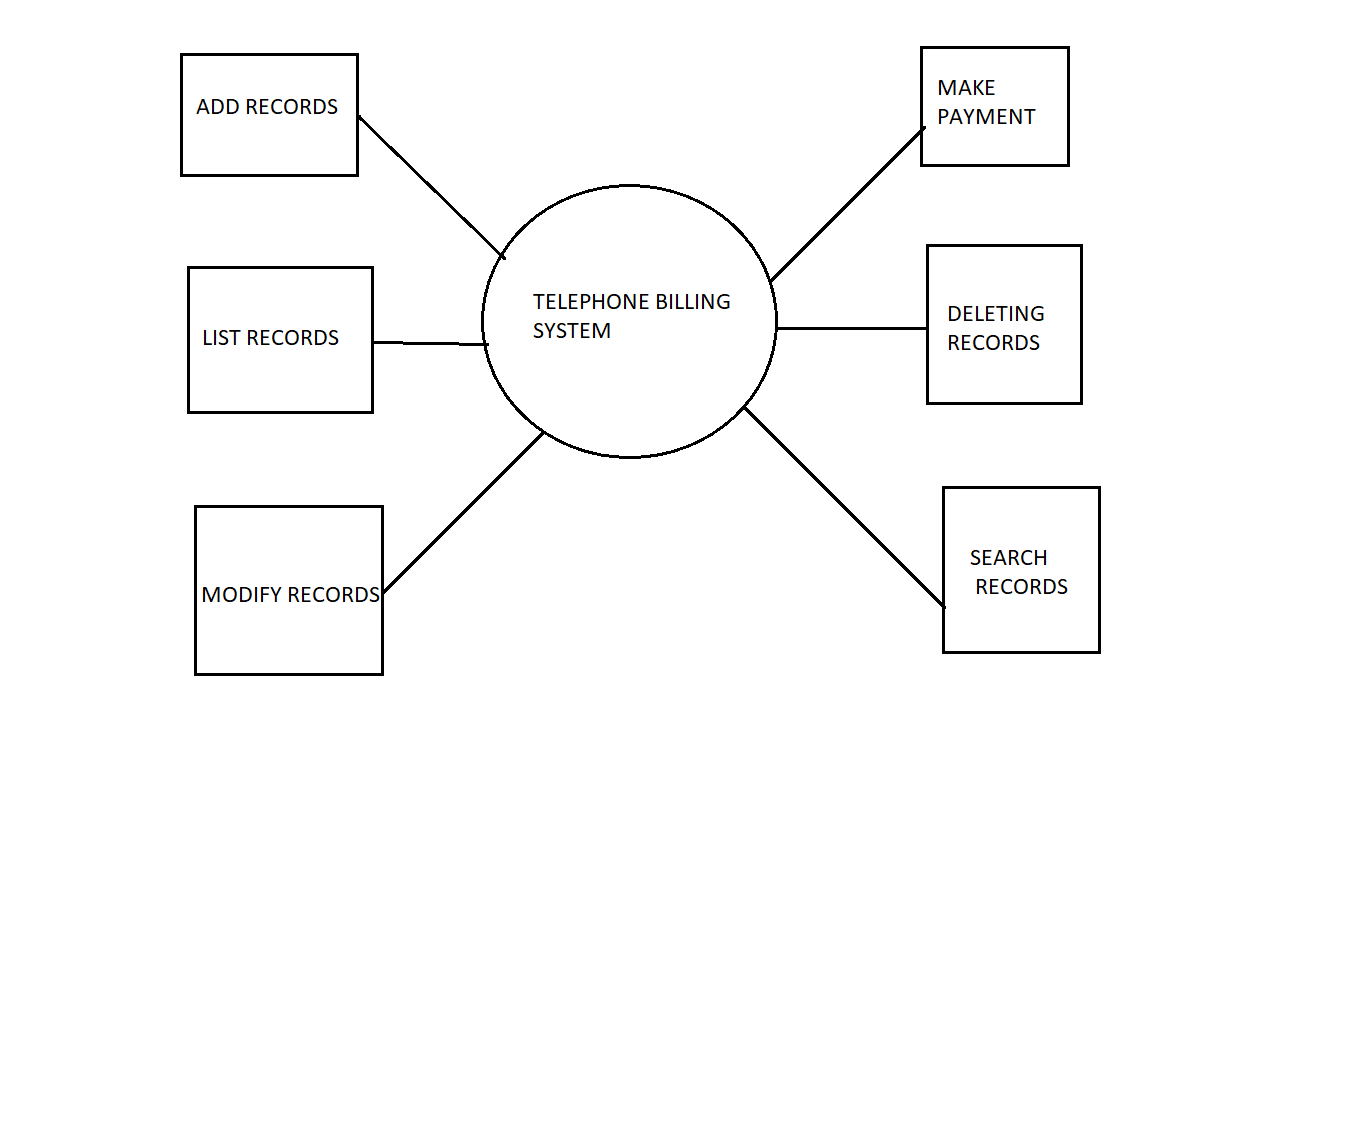 ADD RECORDS
MAKE
PAYMENT
TELEPHONE BILLING
SYSTEM
LIST RECORDS
DELETING
RECORDS
MODIFY RECORDS
SEARCH
RECORDS